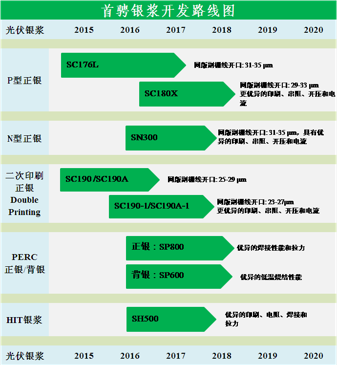 首骋银浆开发路线图
光伏银浆 2015 2016 2017 2018 2019 2020
P型正银
SC176L
网版副栅线开口: 31-35 μm
SC180X
网版副栅线开口: 29-33 μm
更优异的印刷、串阻、开压和电
流
N型正银
SN300
网版副栅线开口: 31-35 μm，具有优
异的印刷、串阻、开压和电流
二次印刷
正银
Double
Printing
SC190 /SC190A
网版副栅线开口: 25-29 μm
SC190-1/SC190A-1
网版副栅线开口: 23-27μm
更优异的印刷、串阻、开压和电流
PERC
正银/背银
正银：SP800
优异的焊接性能和拉力
背银：SP600
优异的低温烧结性能
HIT银浆
SH500
优异的印刷、电阻、焊接和
拉力
光伏银浆 2015 2016 2017 2018 2019 2020